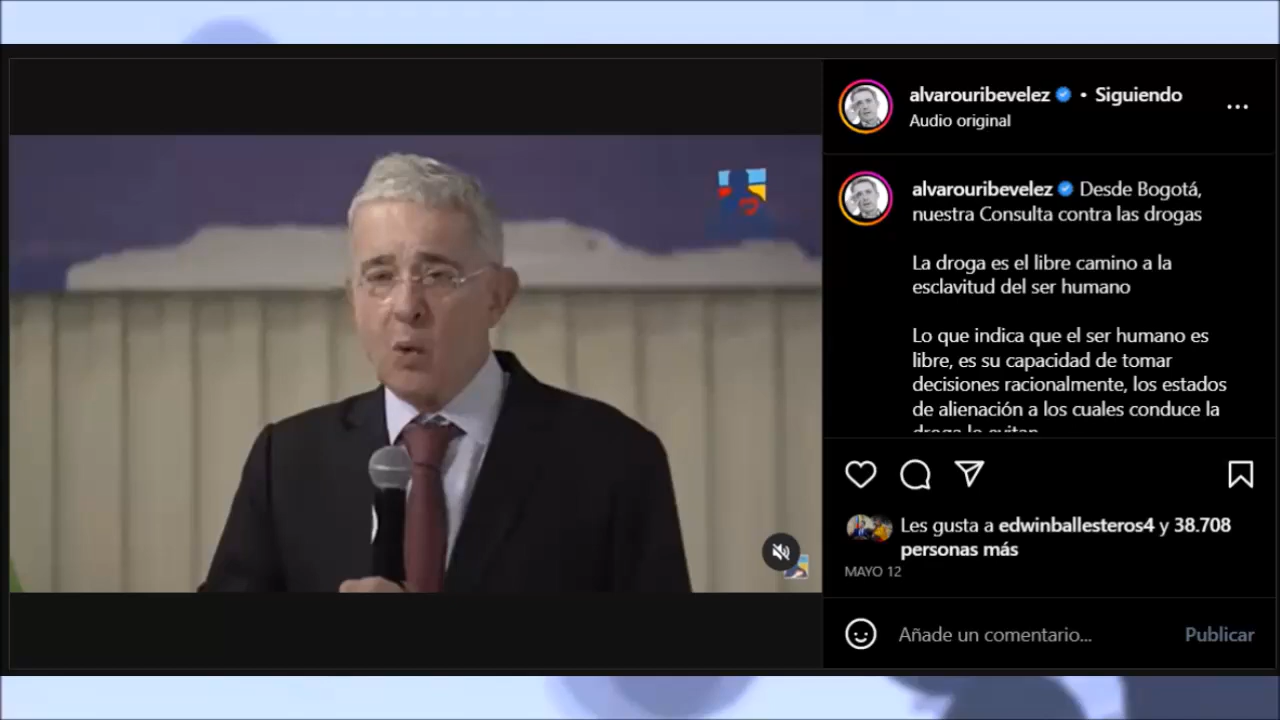 alvarouribevelez • Siguiendo
Audio original
alvarouribevelez Desde Bogotá,
nuestra Consulta contra las drogas
La droga es el libre camino a la
esclavitud del ser humano
Lo que indica que el ser humano es
libre, es su capacidad de tomar
decisiones racionalmente, los estados
de alienación a los cuales conduce la
droga lo evitan
Les gusta a edwinballesteros4 y 38.708
personas más
MAYO 12
Añade un comentario...
Publicar